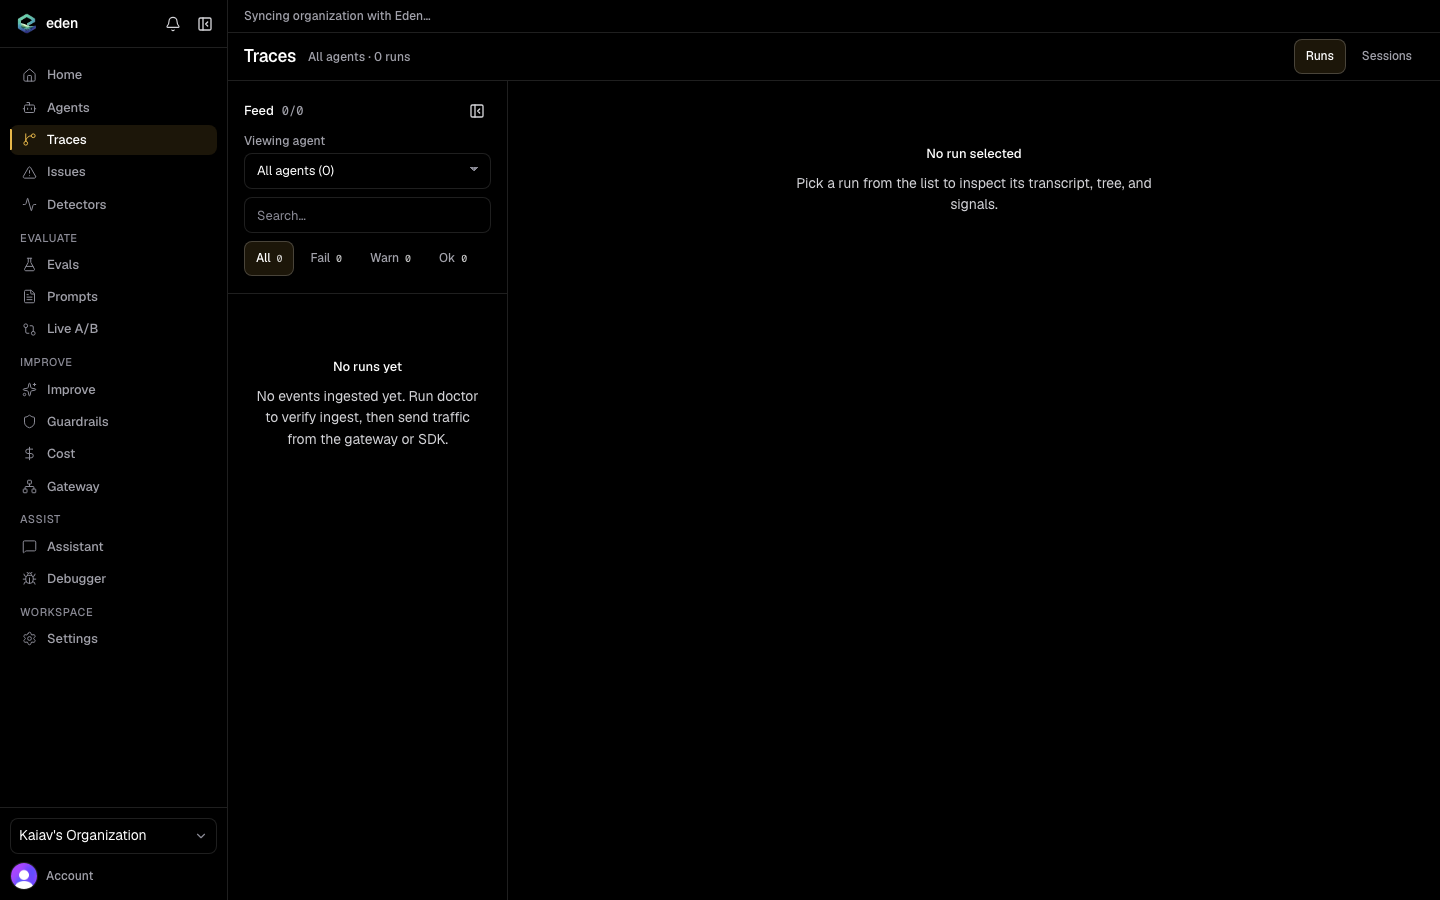 eden
Home
Agents
Traces
Issues
Detectors
EVALUATE
Evals
Prompts
Live A/B
IMPROVE
Improve
Guardrails
Cost
Gateway
ASSIST
Assistant
Debugger
WORKSPACE
Settings
Kaiav's Organization
Account
Syncing organization with Eden…
Traces All agents · 0 runs
Runs Sessions
Feed 0/0
Viewing agent
All agents (0)
Search…
All 0 Fail 0 Warn 0 Ok 0
No runs yet
No events ingested yet. Run doctor
to verify ingest, then send traffic
from the gateway or SDK.
No run selected
Pick a run from the list to inspect its transcript, tree, and
signals.